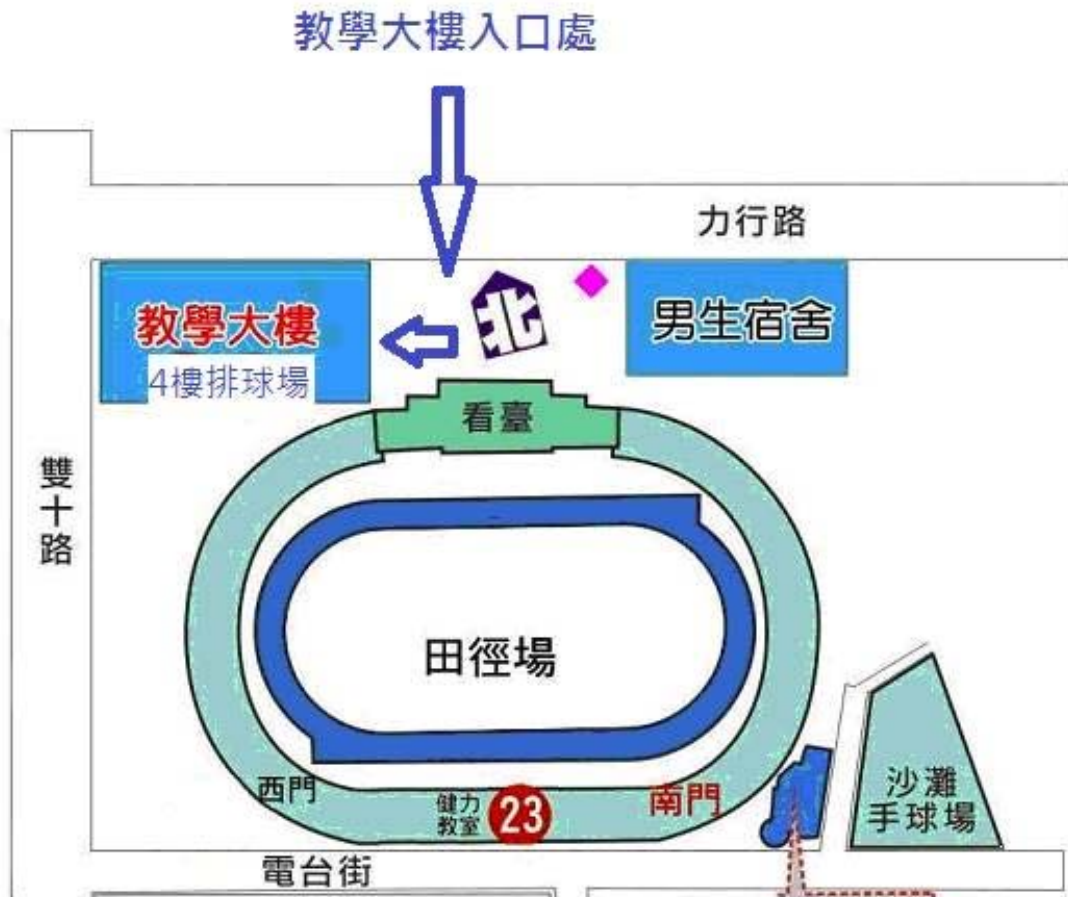 教學大樓入口處
力行路
教學大樓
4樓排球場
北
男生宿舍
看臺
雙十路
田徑場
西門
健力
教室
23
南門
沙灘
手球場
電台街